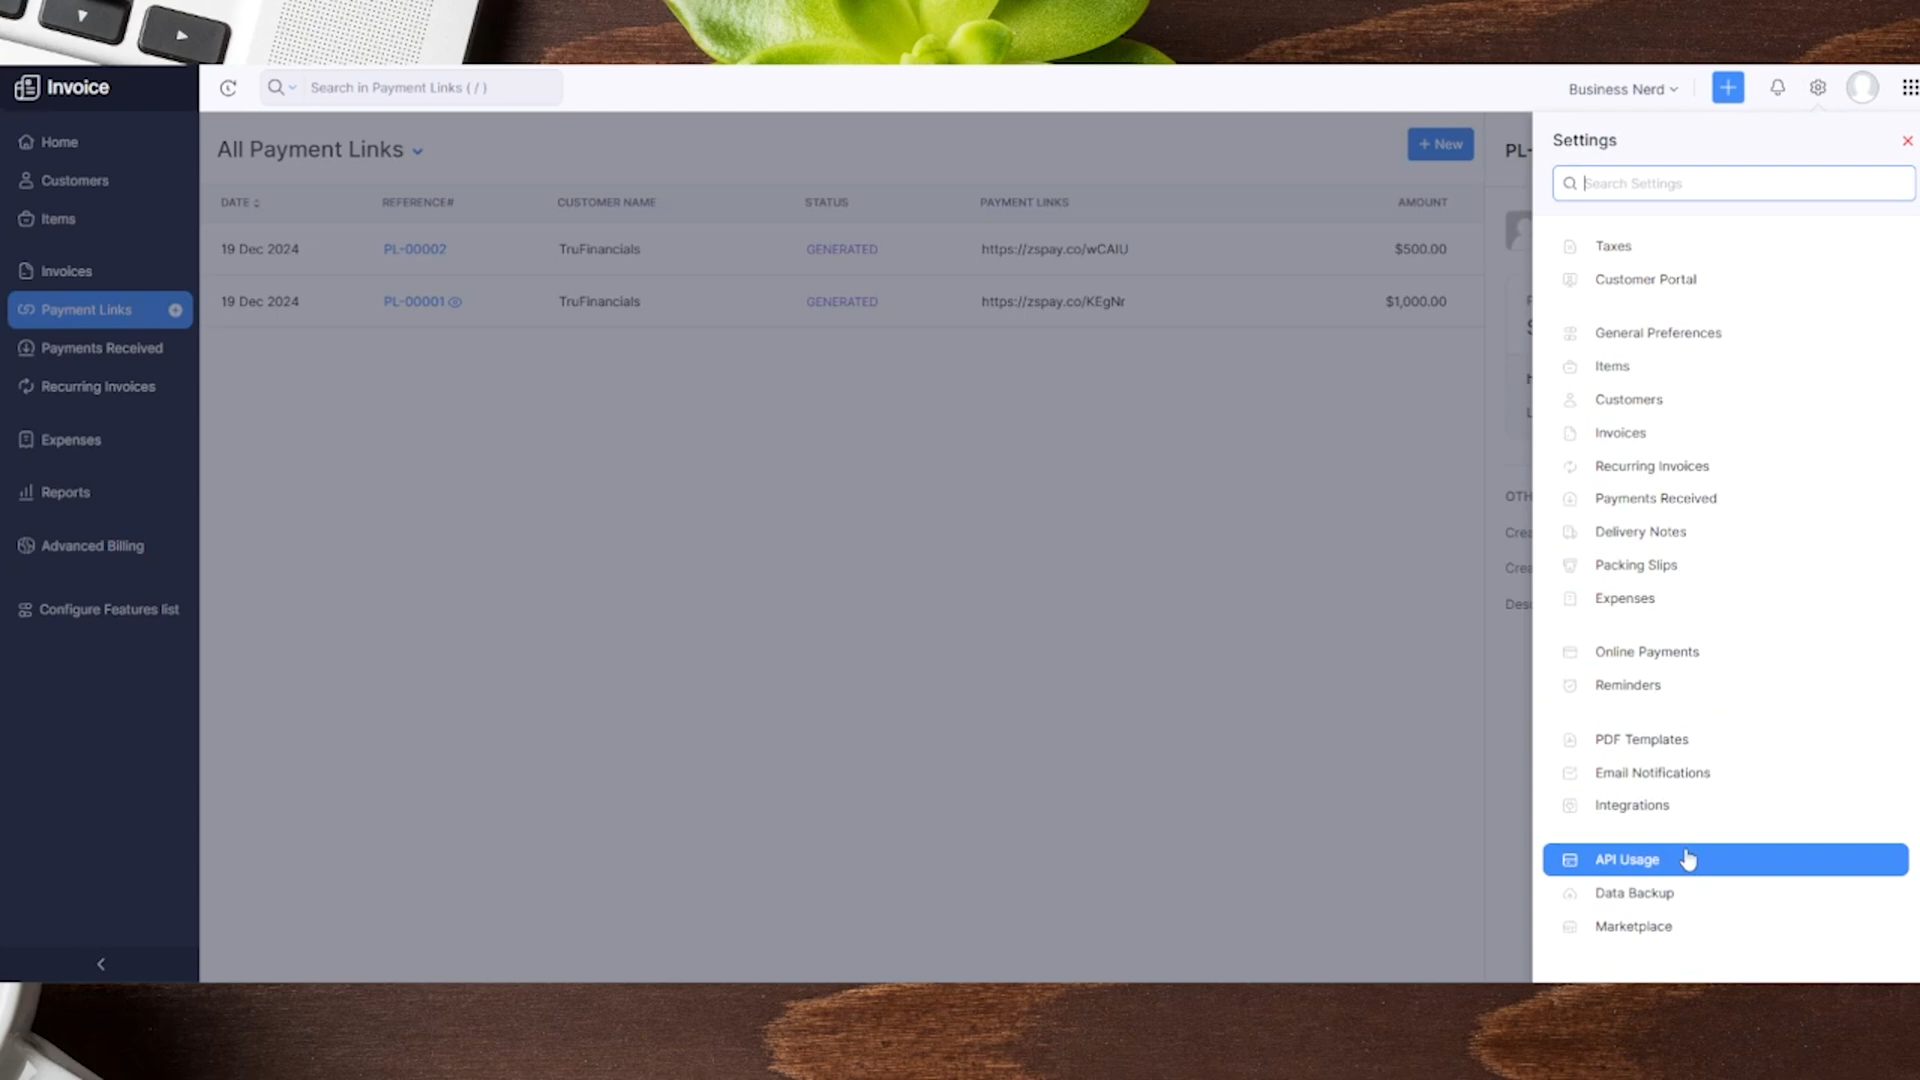 Invoice
Search in Payment Links ( / )
Business Nerd
Home
Customers
Items
Invoices
Payment Links
Payments Received
Recurring Invoices
Expenses
Reports
Advanced Billing
Configure Features list
All Payment Links
+ New
DATE REFERENCE# CUSTOMER NAME STATUS PAYMENT LINKS AMOUNT
19 Dec 2024 PL-00002 TruFinancials GENERATED https://zspay.co/wCAIU $500.00
19 Dec 2024 PL-00001 TruFinancials GENERATED https://zspay.co/KEgNr $1,000.00
PL-
OTH
Crea
Crea
Desc
Settings
Search Settings
Taxes
Customer Portal
General Preferences
Items
Customers
Invoices
Recurring Invoices
Payments Received
Delivery Notes
Packing Slips
Expenses
Online Payments
Reminders
PDF Templates
Email Notifications
Integrations
API Usage
Data Backup
Marketplace